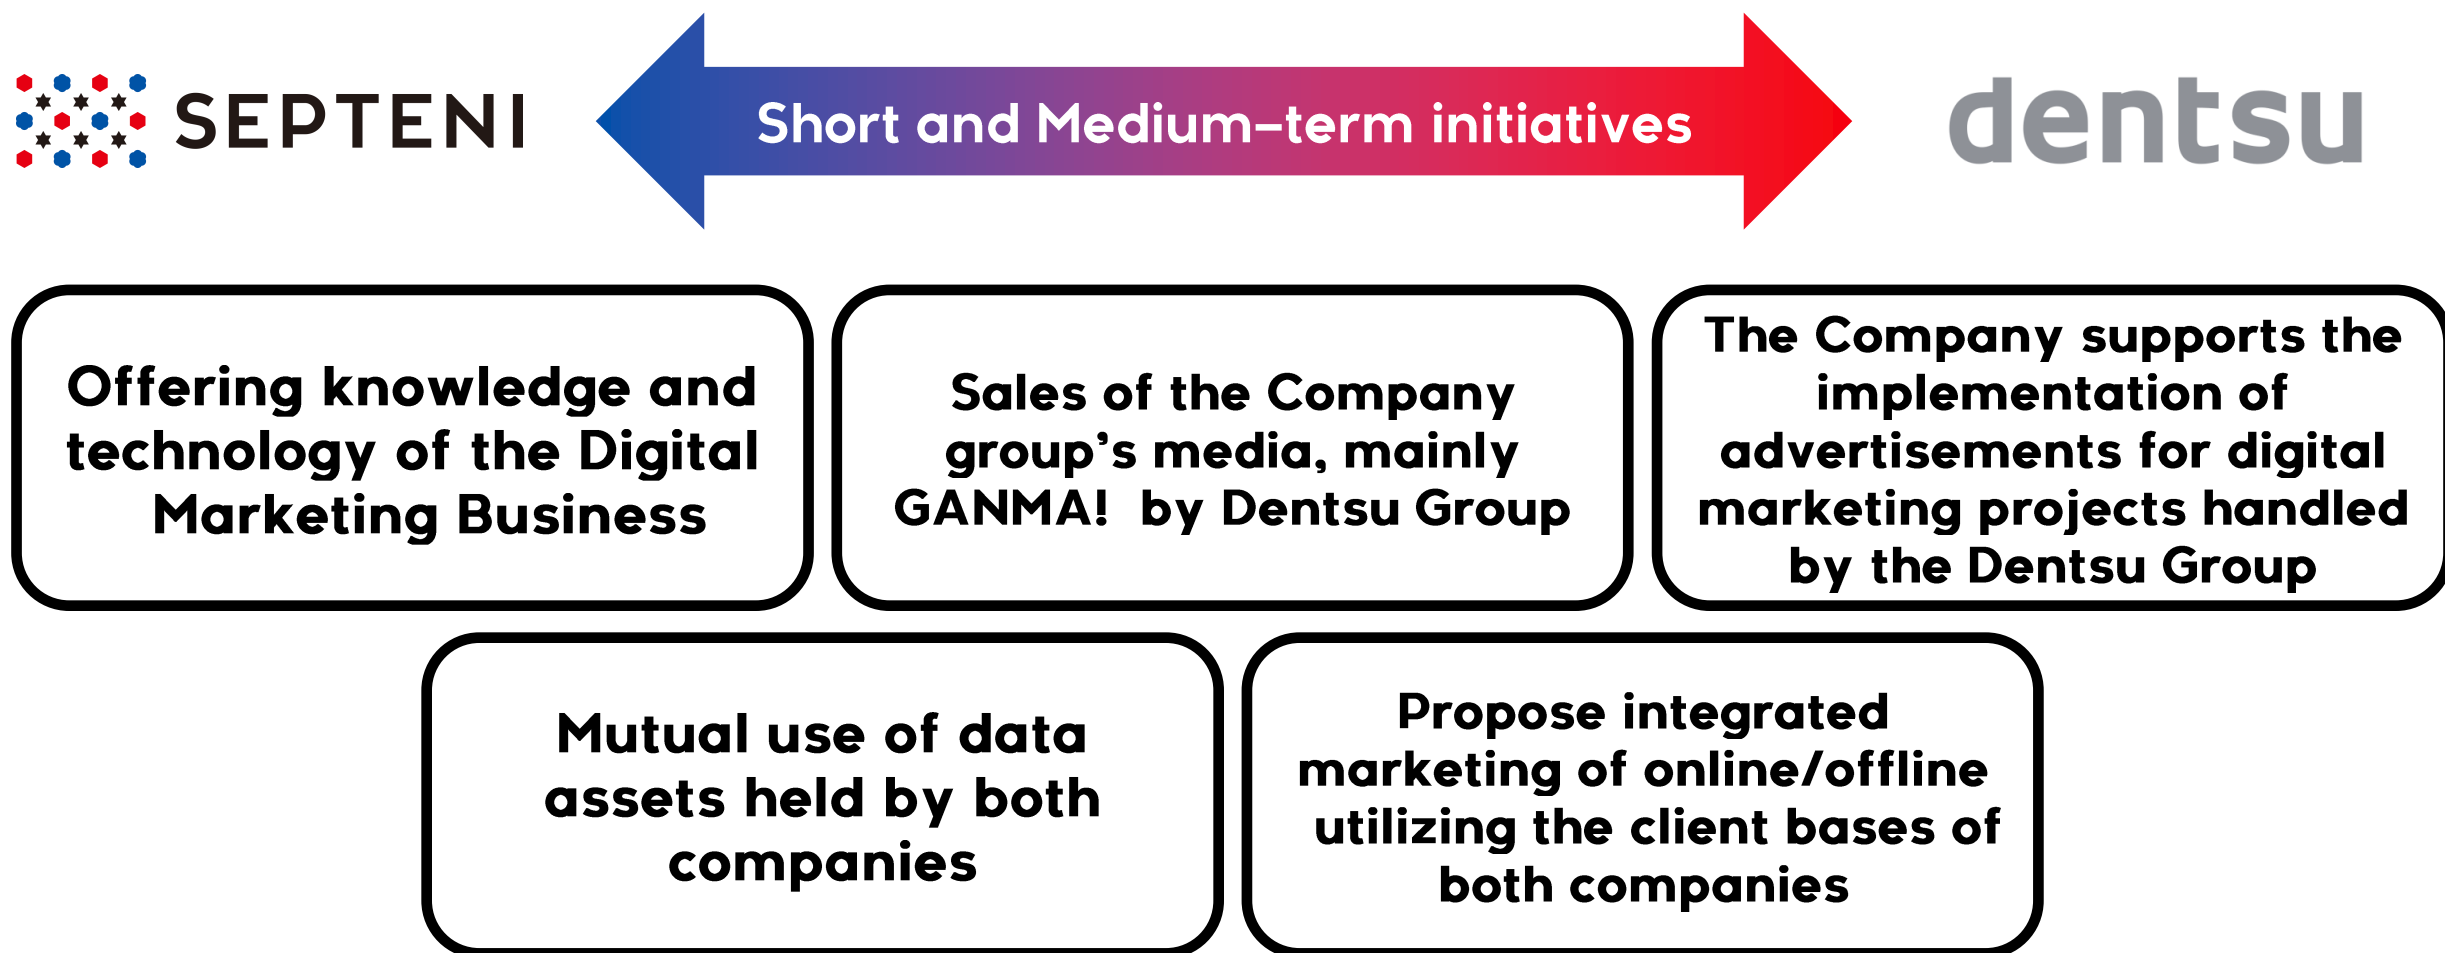 SEPTENI
Short and Medium-term initiatives
dentsu
Offering knowledge and
technology of the Digital
Marketing Business
Sales of the Company
group's media, mainly
GANMA! by Dentsu Group
The Company supports the
implementation of
advertisements for digital
marketing projects handled
by the Dentsu Group
Mutual use of data
assets held by both
companies
Propose integrated
marketing of online/offline
utilizing the client bases of
both companies